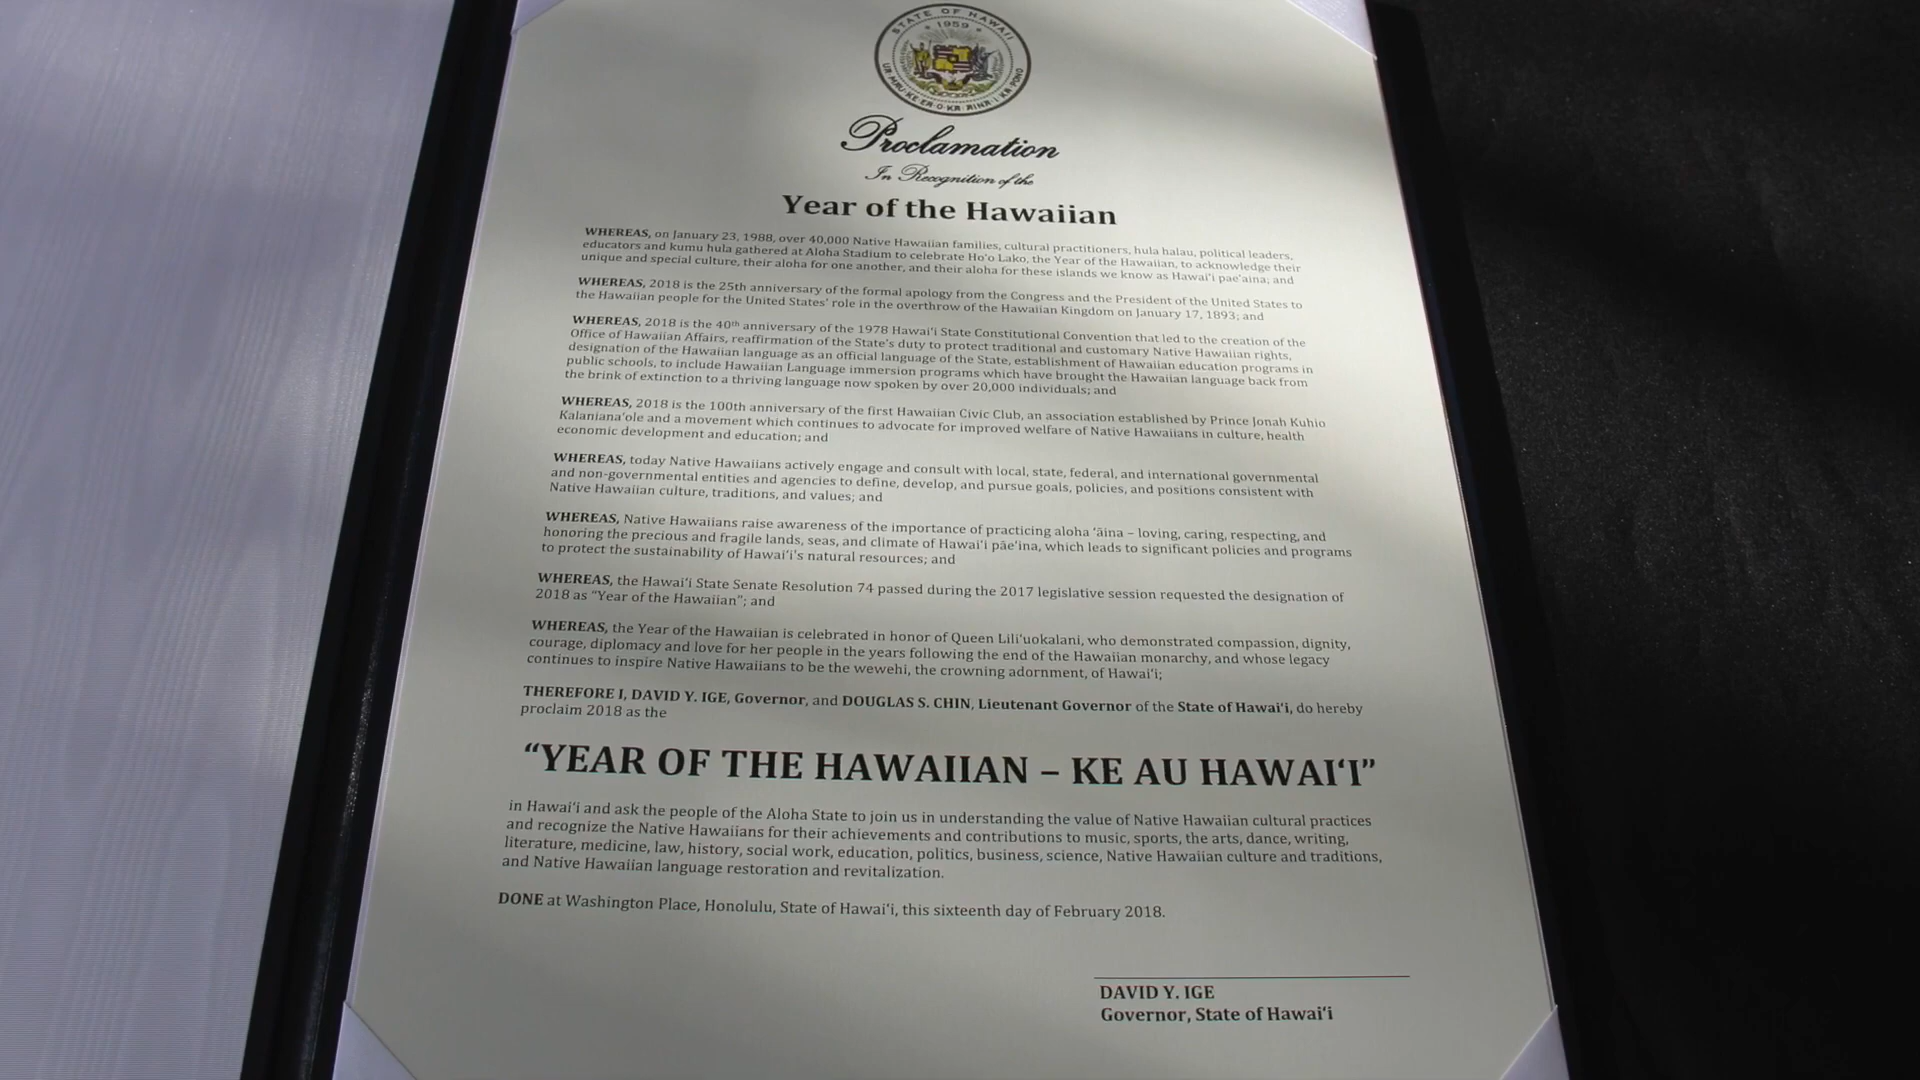 STATE OF HAWAII
1959
UA MAU KE EA O KA AINA I KA PONO
Proclamation
In Recognition of the
Year of the Hawaiian
WHEREAS, on January 23, 1988, over 40,000 Native Hawaiian families, cultural practitioners, hula halau, political leaders,
educators and kumu hula gathered at Aloha Stadium to celebrate Ho'o Lako, the Year of the Hawaiian, to acknowledge their
unique and special culture, their aloha for one another, and their aloha for these islands we know as Hawai'i pae'aina; and
WHEREAS, 2018 is the 25th anniversary of the formal apology from the Congress and the President of the United States to
the Hawaiian people for the United States' role in the overthrow of the Hawaiian Kingdom on January 17, 1893; and
WHEREAS, 2018 is the 40th anniversary of the 1978 Hawai'i State Constitutional Convention that led to the creation of the
Office of Hawaiian Affairs, reaffirmation of the State's duty to protect traditional and customary Native Hawaiian rights,
designation of the Hawaiian language as an official language of the State, establishment of Hawaiian education programs in
public schools, to include Hawaiian Language immersion programs which have brought the Hawaiian language back from
the brink of extinction to a thriving language now spoken by over 20,000 individuals; and
WHEREAS, 2018 is the 100th anniversary of the first Hawaiian Civic Club, an association established by Prince Jonah Kuhio
Kalaniana'ole and a movement which continues to advocate for improved welfare of Native Hawaiians in culture, health
economic development and education; and
WHEREAS, today Native Hawaiians actively engage and consult with local, state, federal, and international governmental
and non-governmental entities and agencies to define, develop, and pursue goals, policies, and positions consistent with
Native Hawaiian culture, traditions, and values; and
WHEREAS, Native Hawaiians raise awareness of the importance of practicing aloha ʻāina – loving, caring, respecting, and
honoring the precious and fragile lands, seas, and climate of Hawai'i pāe'ina, which leads to significant policies and programs
to protect the sustainability of Hawai'i's natural resources; and
WHEREAS, the Hawai'i State Senate Resolution 74 passed during the 2017 legislative session requested the designation of
2018 as “Year of the Hawaiian”; and
WHEREAS, the Year of the Hawaiian is celebrated in honor of Queen Lili'uokalani, who demonstrated compassion, dignity,
courage, diplomacy and love for her people in the years following the end of the Hawaiian monarchy, and whose legacy
continues to inspire Native Hawaiians to be the wewehi, the crowning adornment, of Hawai'i;
THEREFORE I, DAVID Y. IGE, Governor, and DOUGLAS S. CHIN, Lieutenant Governor of the State of Hawai'i, do hereby
proclaim 2018 as the
“YEAR OF THE HAWAIIAN – KE AU HAWAIʻI”
in Hawai'i and ask the people of the Aloha State to join us in understanding the value of Native Hawaiian cultural practices
and recognize the Native Hawaiians for their achievements and contributions to music, sports, the arts, dance, writing,
literature, medicine, law, history, social work, education, politics, business, science, Native Hawaiian culture and traditions,
and Native Hawaiian language restoration and revitalization.
DONE at Washington Place, Honolulu, State of Hawai'i, this sixteenth day of February 2018.
DAVID Y. IGE
Governor, State of Hawai'i